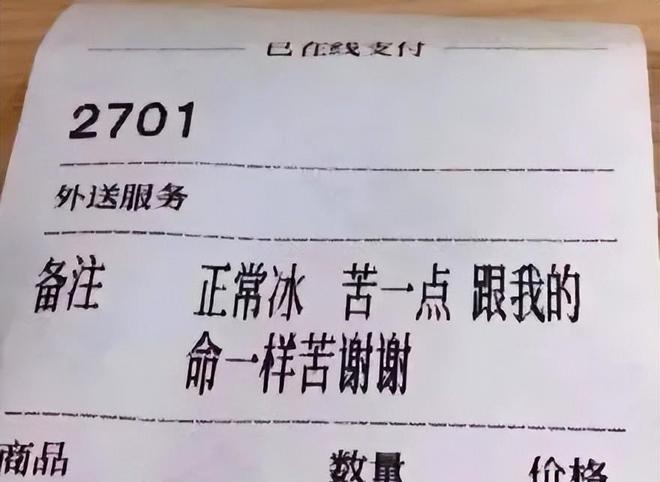 已在线支付
2701
外送服务
备注 正常冰 苦一点 跟我的
命一样苦谢谢
商品 数量 价格